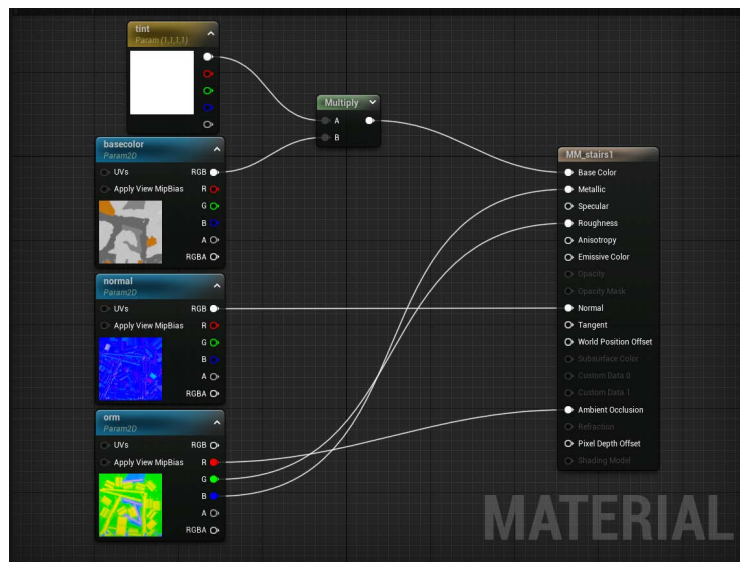 tint
Param (1,1,1,1)
Multiply
A
B
basecolor
Param2D
UVs RGB
Apply View MipBias R
G
B
A
RGBA
normal
Param2D
UVs RGB
Apply View MipBias R
G
B
A
RGBA
orm
Param2D
UVs RGB
Apply View MipBias R
G
B
A
RGBA
MM_stairs1
Base Color
Metallic
Specular
Roughness
Anisotropy
Emissive Color
Opacity
Opacity Mask
Normal
Tangent
World Position Offset
Subsurface Color
Custom Data 0
Custom Data 1
Ambient Occlusion
Refraction
Pixel Depth Offset
Shading Model
MATERIAL